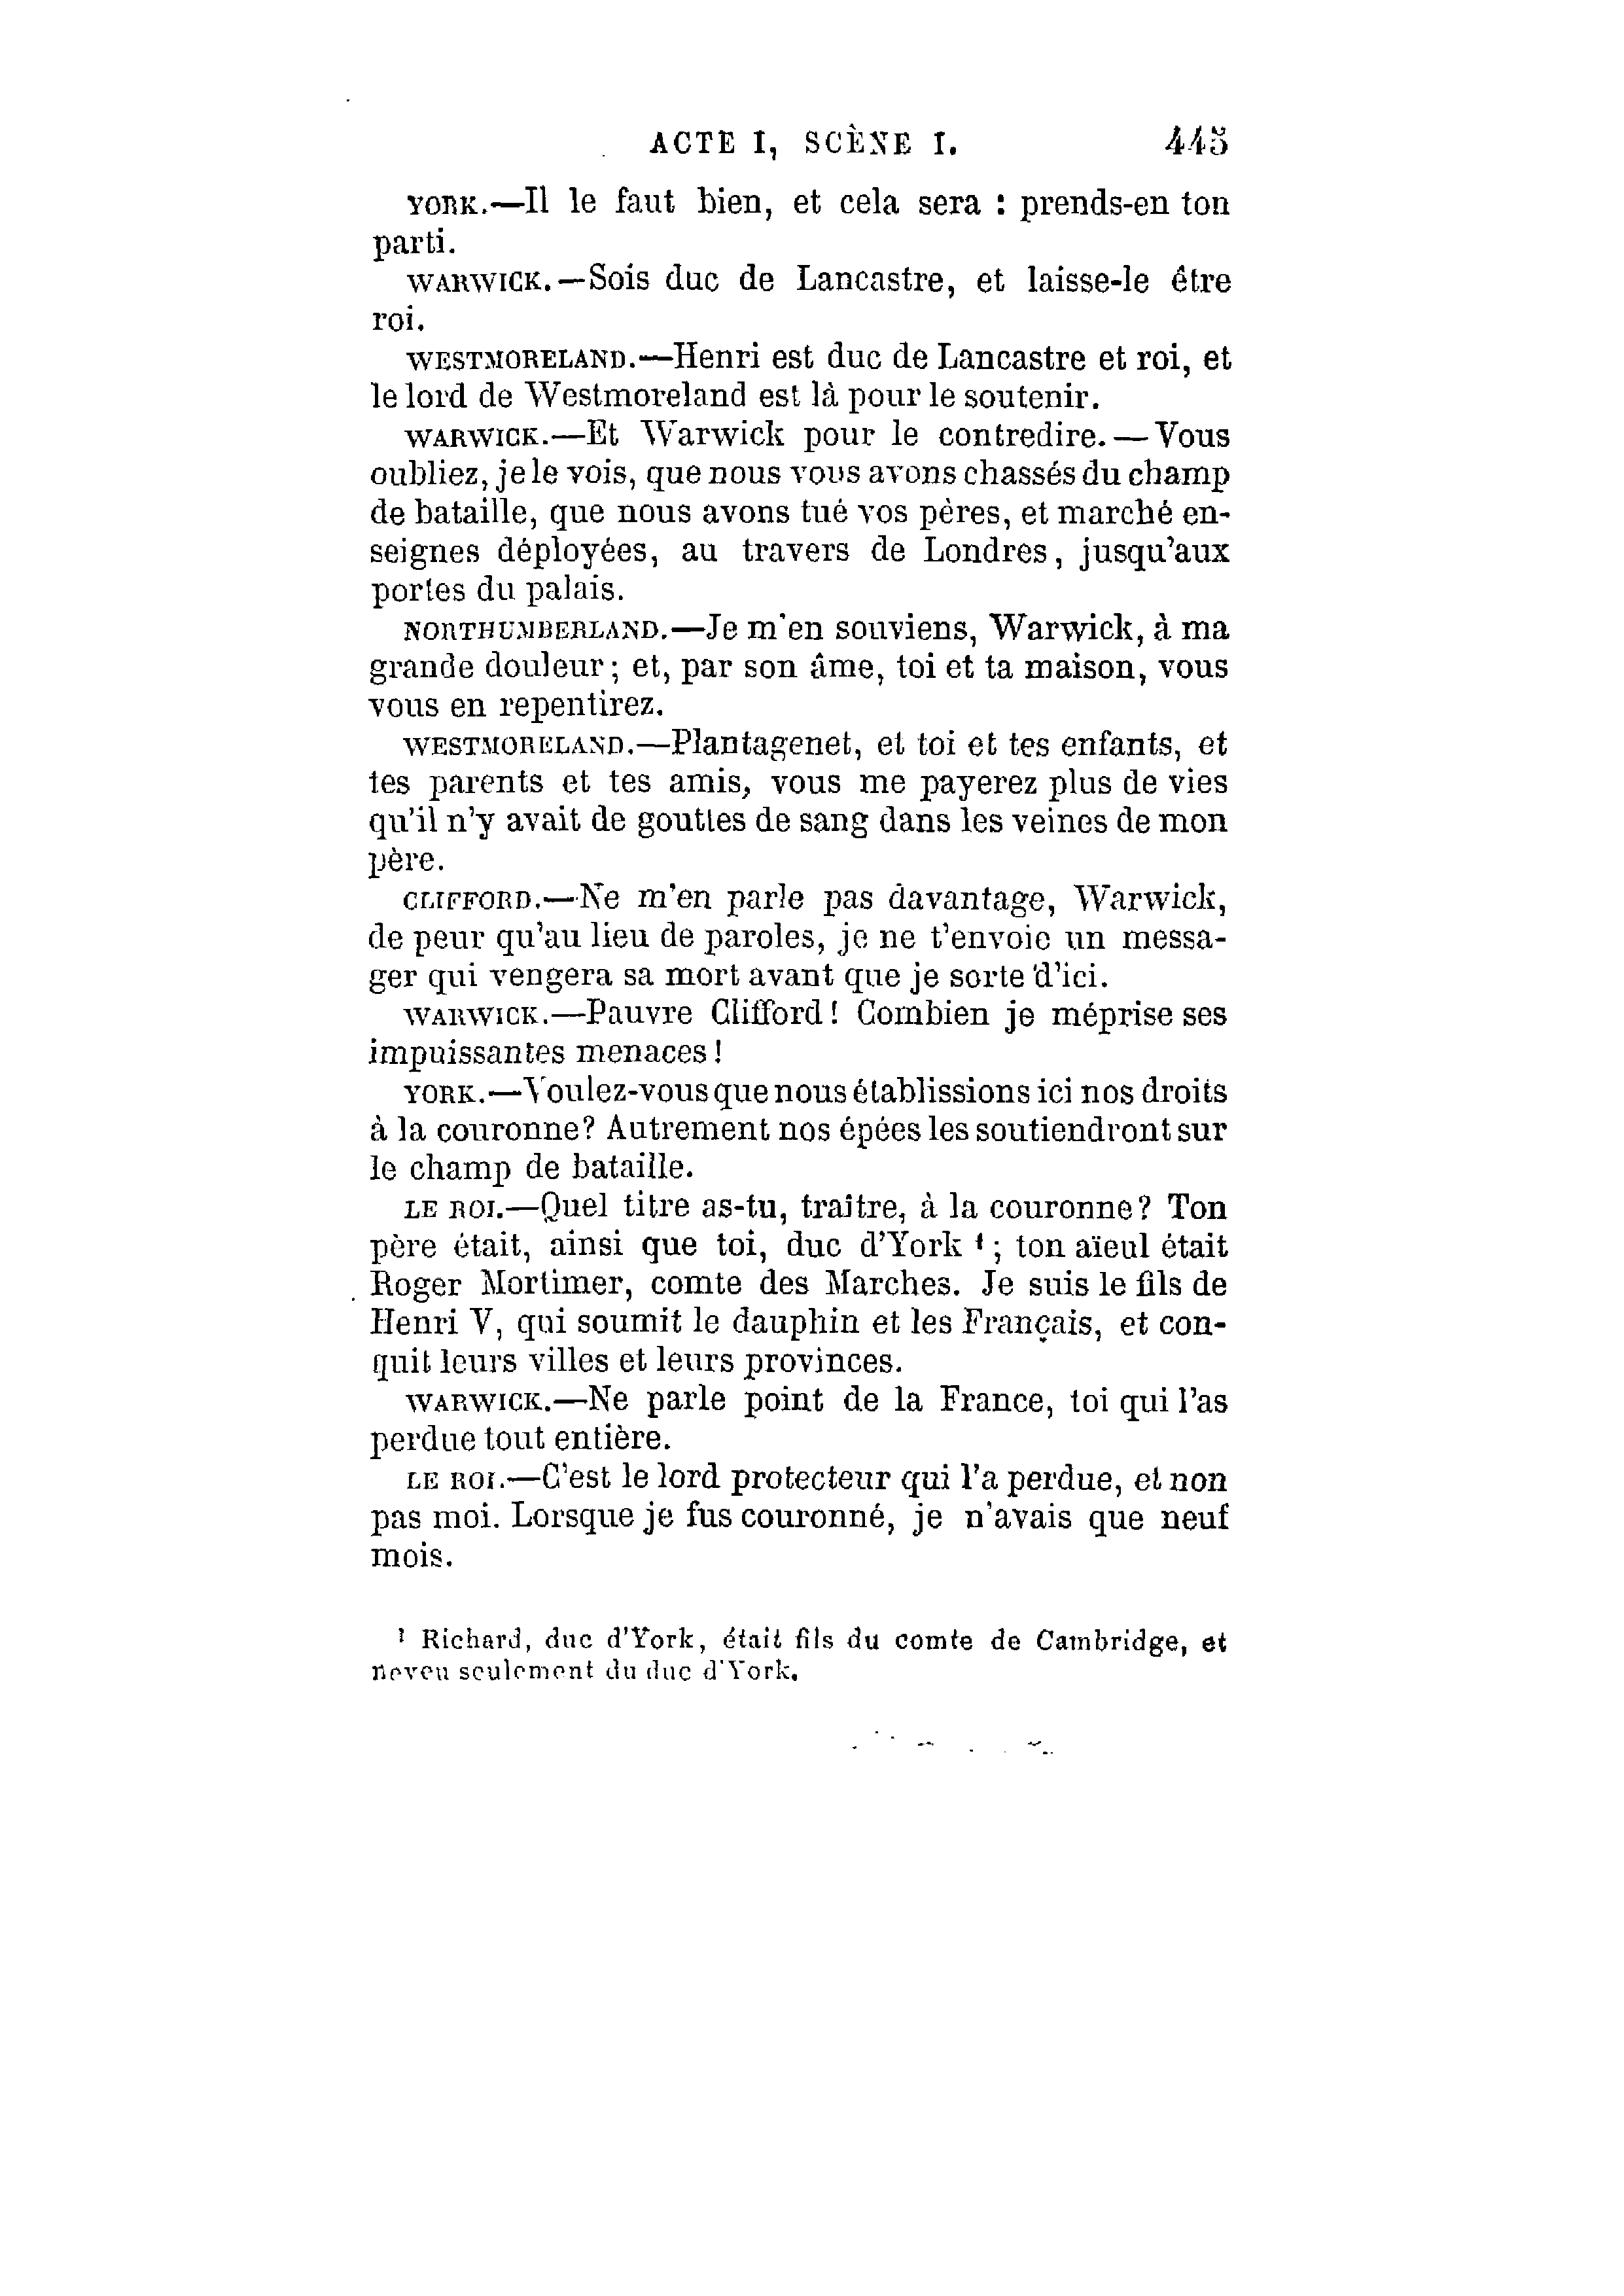 ACTE I, SCÈNE I. 445
YORK.—Il le faut bien, et cela sera : prends-en ton
parti.
WARWICK.—Sois duc de Lancastre, et laisse-le être
roi.
WESTMORELAND.—Henri est duc de Lancastre et roi, et
le lord de Westmoreland est là pour le soutenir.
WARWICK.—Et Warwick pour le contredire.—Vous
oubliez, je le vois, que nous vous avons chassés du champ
de bataille, que nous avons tué vos pères, et marché en-
seignes déployées, au travers de Londres, jusqu'aux
portes du palais.
NORTHUMBERLAND.—Je m'en souviens, Warwick, à ma
grande douleur; et, par son âme, toi et ta maison, vous
vous en repentirez.
WESTMORELAND.—Plantagenet, et toi et tes enfants, et
tes parents et tes amis, vous me payerez plus de vies
qu'il n'y avait de gouttes de sang dans les veines de mon
père.
CLIFFORD.—Ne m'en parle pas davantage, Warwick,
de peur qu'au lieu de paroles, je ne t'envoie un messa-
ger qui vengera sa mort avant que je sorte d'ici.
WARWICK.—Pauvre Clifford! Combien je méprise ses
impuissantes menaces!
YORK.—Voulez-vous que nous établissions ici nos droits
à la couronne? Autrement nos épées les soutiendront sur
le champ de bataille.
LE ROI.—Quel titre as-tu, traître, à la couronne? Ton
père était, ainsi que toi, duc d'York ¹; ton aïeul était
Roger Mortimer, comte des Marches. Je suis le fils de
Henri V, qui soumit le dauphin et les Français, et con-
quit leurs villes et leurs provinces.
WARWICK.—Ne parle point de la France, toi qui l'as
perdue tout entière.
LE ROI.—C'est le lord protecteur qui l'a perdue, et non
pas moi. Lorsque je fus couronné, je n'avais que neuf
mois.
¹ Richard, duc d'York, était fils du comte de Cambridge, et
neveu seulement du duc d'York.